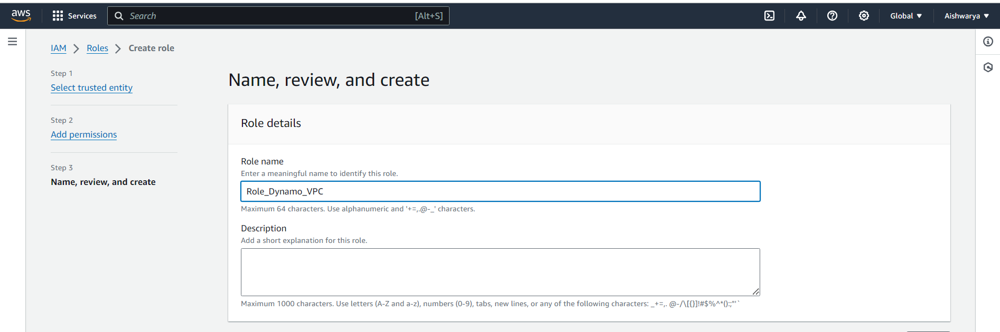 aws Services Search [Alt+S] Global Aishwarya
IAM Roles Create role
Step 1
Select trusted entity
Step 2
Add permissions
Step 3
Name, review, and create
Name, review, and create
Role details
Role name
Enter a meaningful name to identify this role.
Role_Dynamo_VPC
Maximum 64 characters. Use alphanumeric and '+=,.@-_' characters.
Description
Add a short explanation for this role.
Maximum 1000 characters. Use letters (A-Z and a-z), numbers (0-9), tabs, new lines, or any of the following characters: _+=,. @-/\[{}]!#$%^*();:"'`